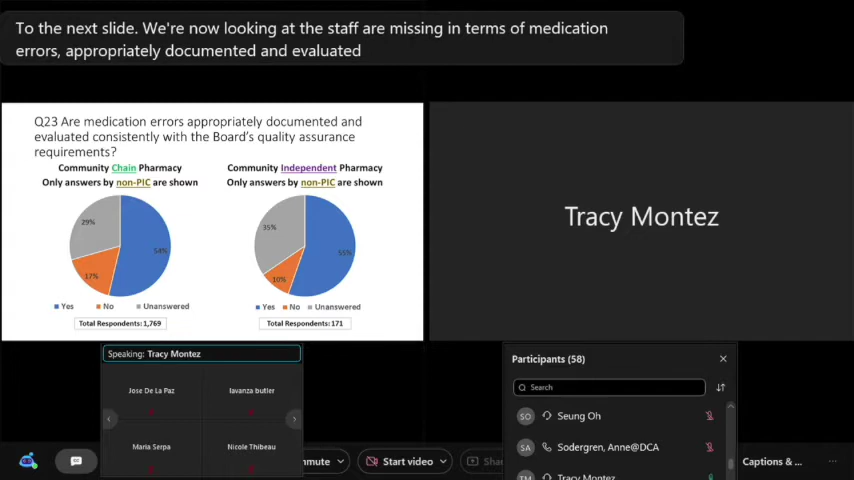 To the next slide. We're now looking at the staff are missing in terms of medication
errors, appropriately documented and evaluated
Q23 Are medication errors appropriately documented and
evaluated consistently with the Board's quality assurance
requirements?
Community Chain Pharmacy
Only answers by non-PIC are shown
29%
54%
17%
Yes No Unanswered
Total Respondents: 1,769
Community Independent Pharmacy
Only answers by non-PIC are shown
35%
55%
10%
Yes No Unanswered
Total Respondents: 171
Tracy Montez
Speaking: Tracy Montez
Jose De La Paz
lavanza butler
Maria Serpa
Nicole Thibeau
Participants (58)
Search
SO Seung Oh
SA Sodergren, Anne@DCA
TM Tracy Montez
mute
Start video
Shar
Captions & ...